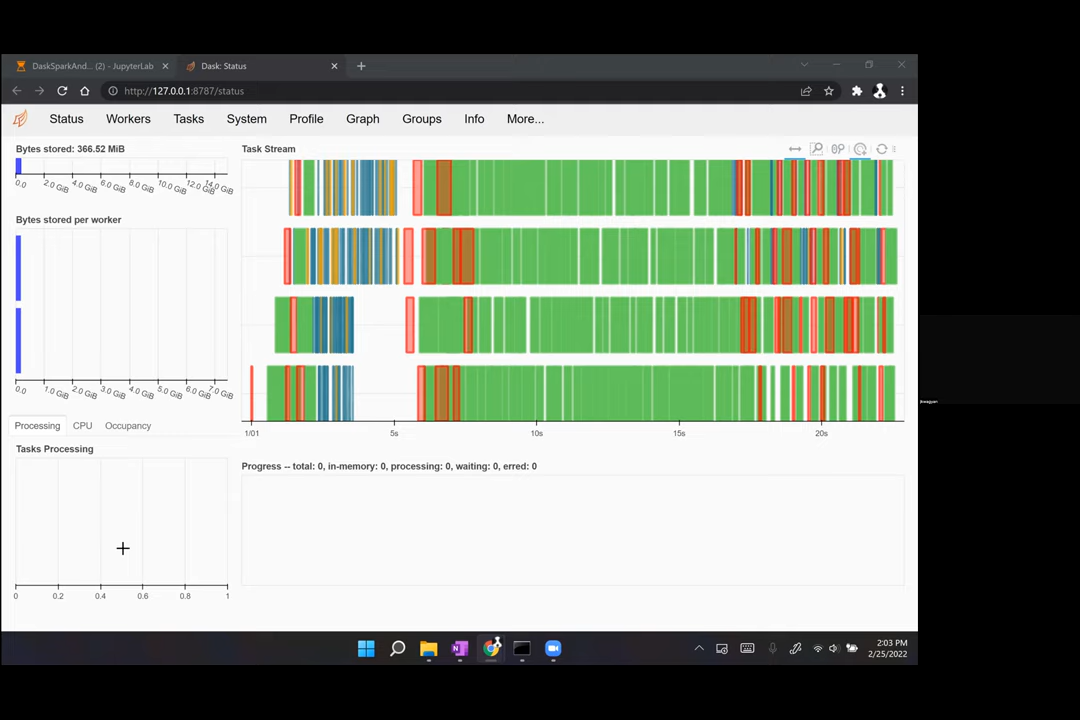 DaskSparkAnd... (2) - JupyterLab
Dask: Status
http://127.0.0.1:8787/status
Status Workers Tasks System Profile Graph Groups Info More...
Bytes stored: 366.52 MiB
0.0 2.0 GiB 4.0 GiB 6.0 GiB 8.0 GiB 10.0 GiB 12.0 GiB 14.0 GiB
Bytes stored per worker
0.0 1.0 GiB 2.0 GiB 3.0 GiB 4.0 GiB 5.0 GiB 6.0 GiB 7.0 GiB
Processing CPU Occupancy
Tasks Processing
0 0.2 0.4 0.6 0.8 1
Task Stream
1/01 5s 10s 15s 20s
Progress -- total: 0, in-memory: 0, processing: 0, waiting: 0, erred: 0
2:03 PM
2/25/2022